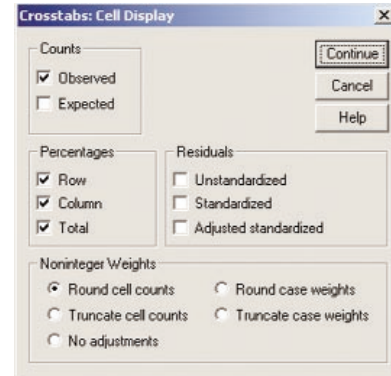 Crosstabs: Cell Display
Counts
Observed
Expected
Continue
Cancel
Help
Percentages
Row
Column
Total
Residuals
Unstandardized
Standardized
Adjusted standardized
Noninteger Weights
Round cell counts Round case weights
Truncate cell counts Truncate case weights
No adjustments